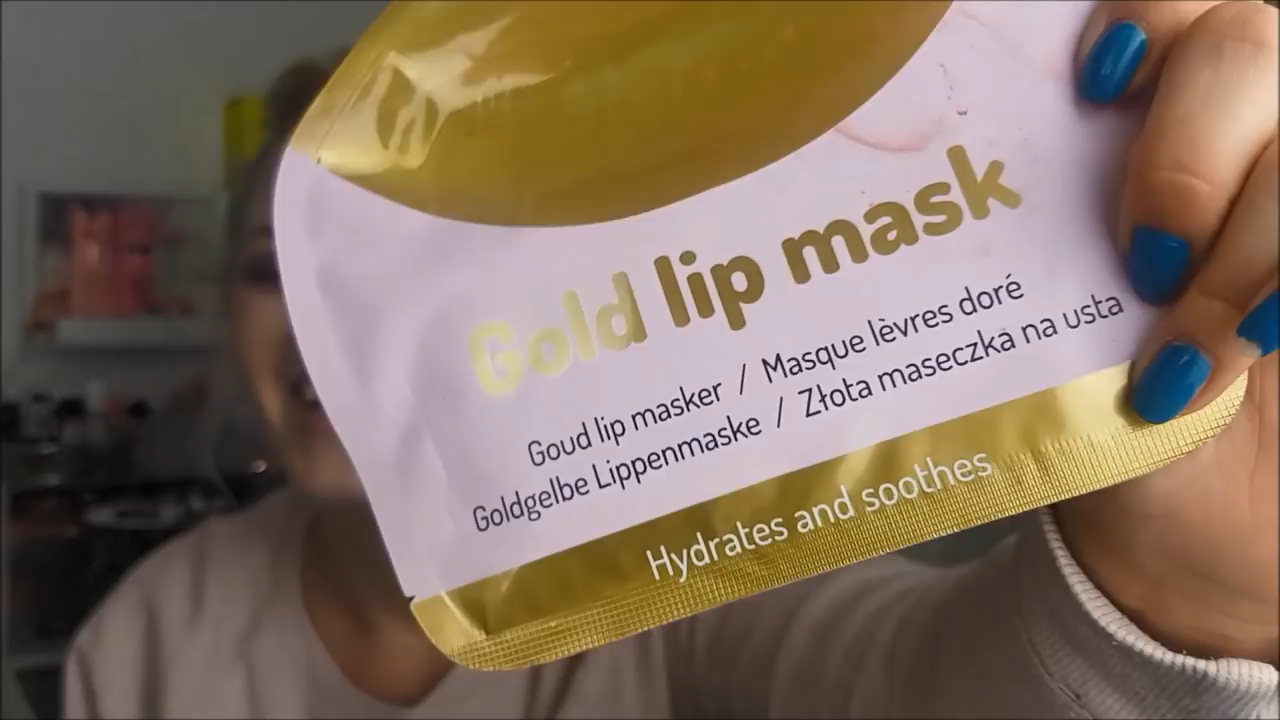 Gold lip mask
Goud lip masker / Masque lèvres doré
Goldgelbe Lippenmaske / Złota maseczka na usta
Hydrates and soothes